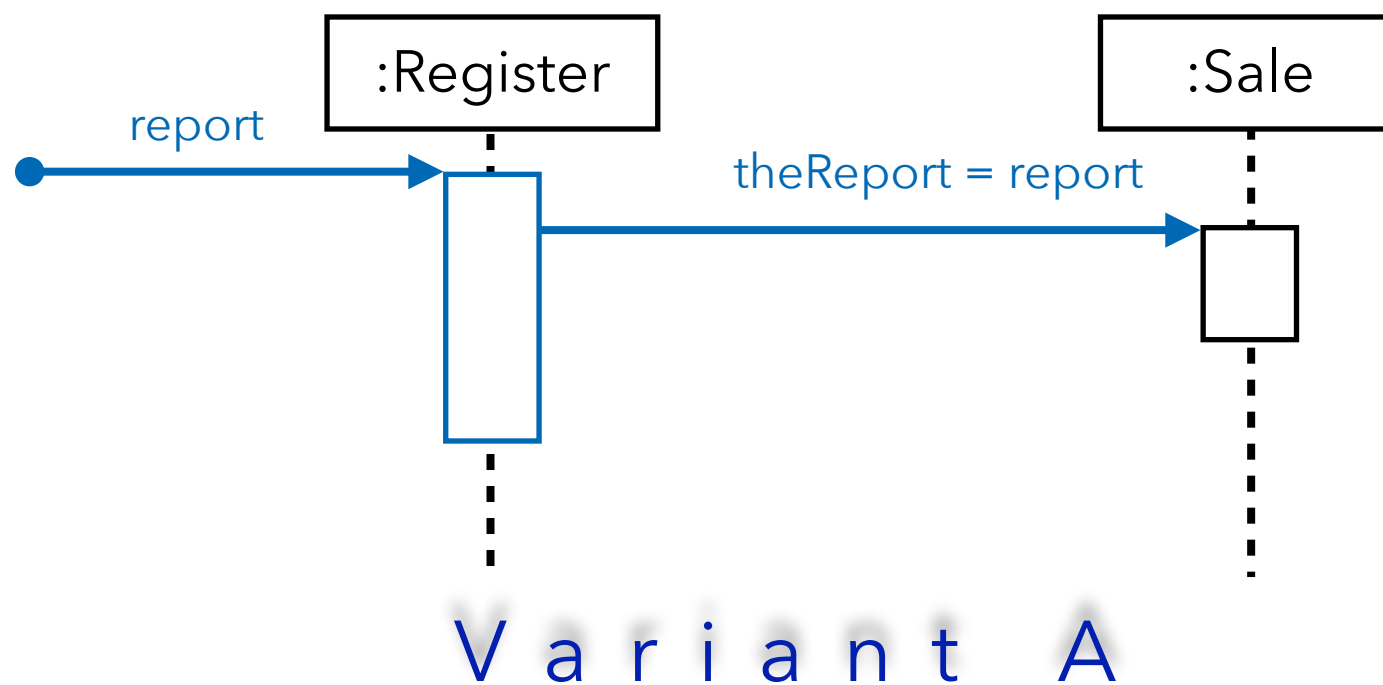 :Register
:Sale
report
theReport = report
Variant A